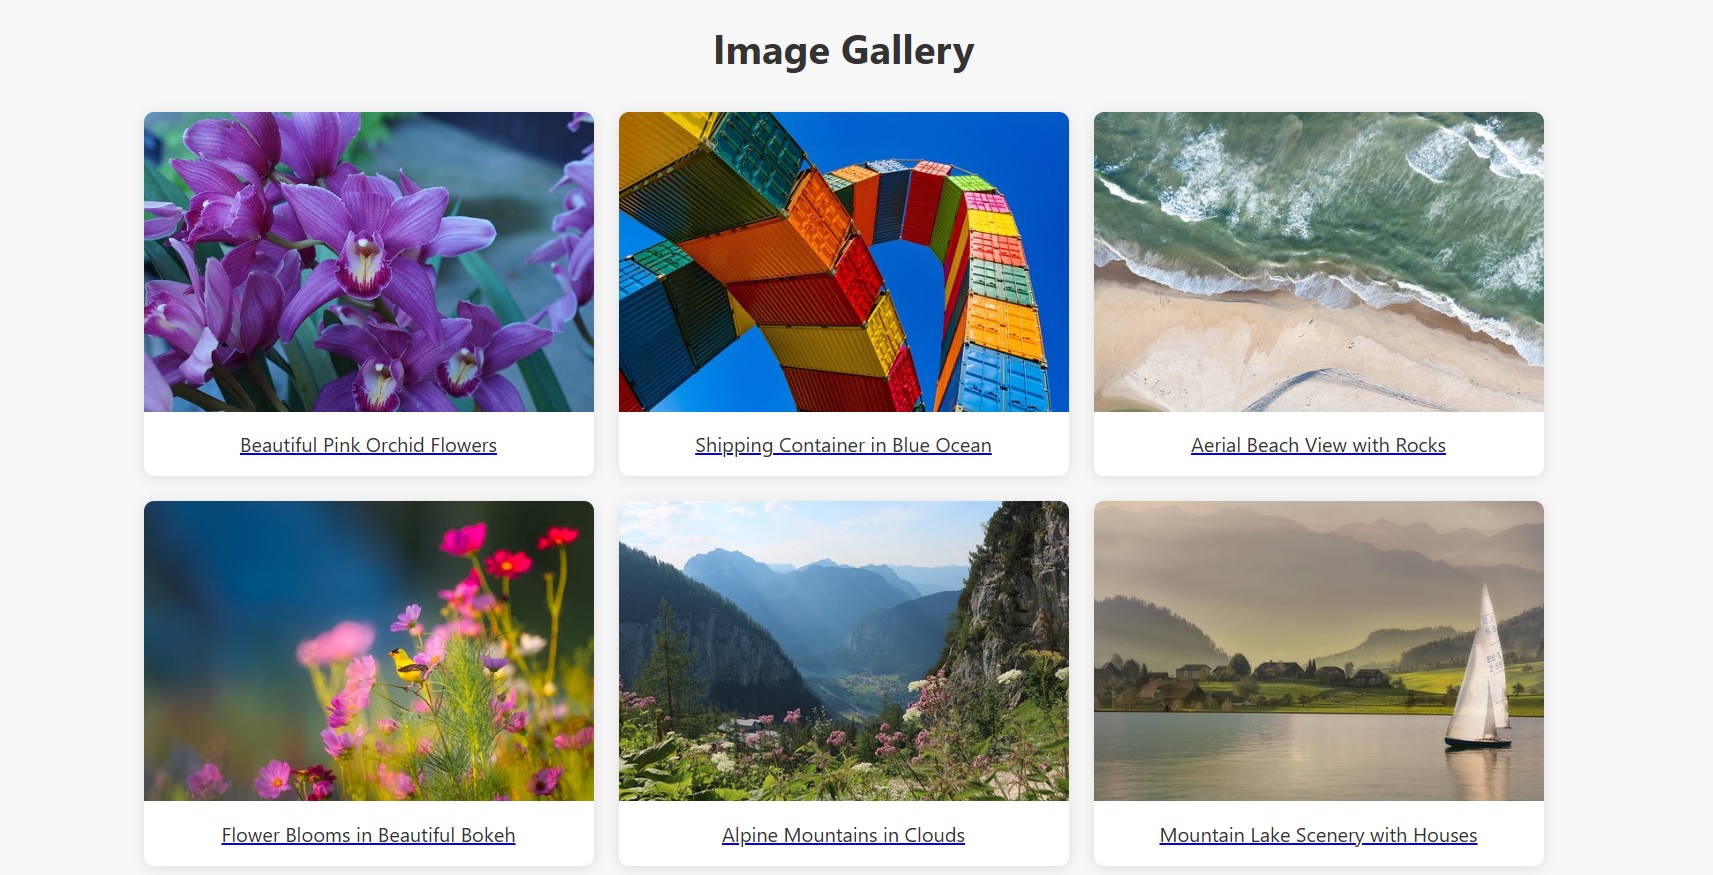 Image Gallery
Beautiful Pink Orchid Flowers
Shipping Container in Blue Ocean
Aerial Beach View with Rocks
Flower Blooms in Beautiful Bokeh
Alpine Mountains in Clouds
Mountain Lake Scenery with Houses